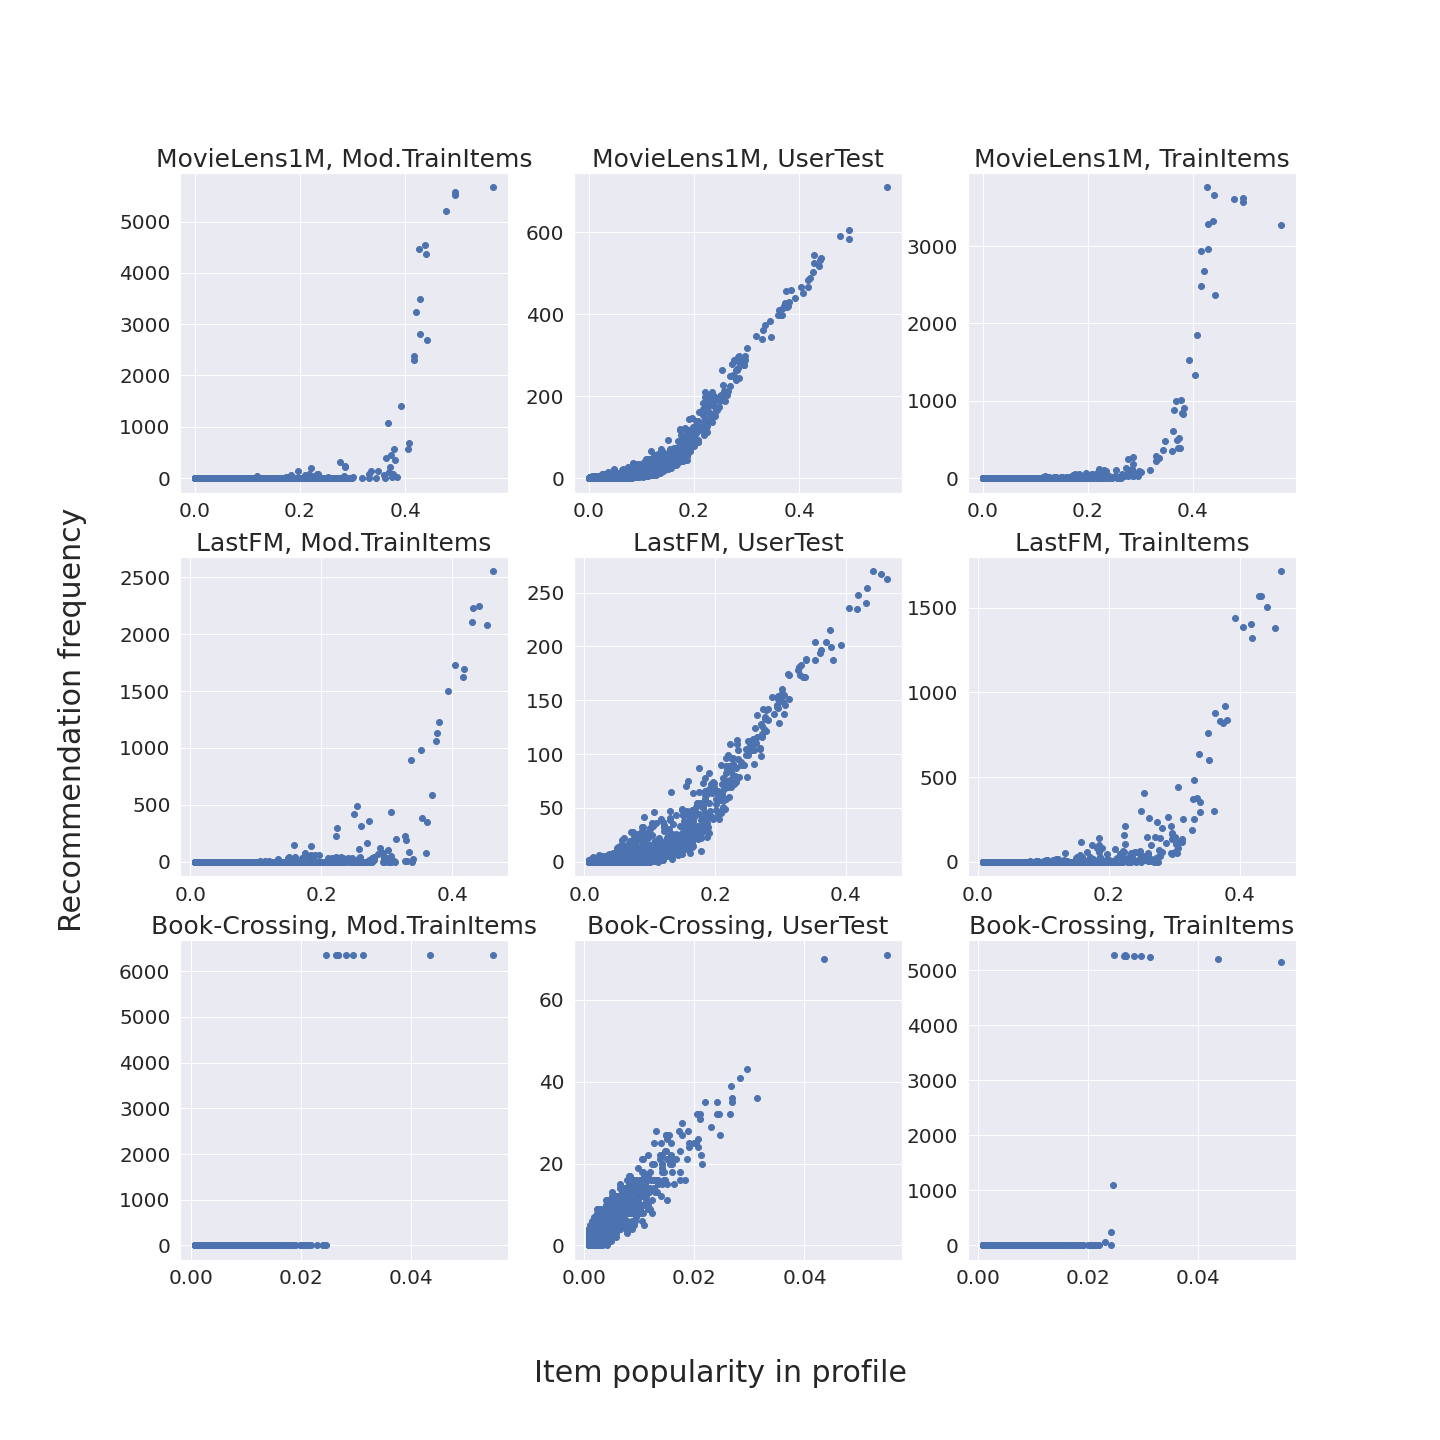 MovieLens1M, Mod.TrainItems
MovieLens1M, UserTest
MovieLens1M, TrainItems
5000
4000
3000
2000
1000
0
0.0 0.2 0.4
600
400
200
0
0.0 0.2 0.4
3000
2000
1000
0
0.0 0.2 0.4
LastFM, Mod.TrainItems
LastFM, UserTest
LastFM, TrainItems
2500
2000
1500
1000
500
0
0.0 0.2 0.4
250
200
150
100
50
0
0.0 0.2 0.4
1500
1000
500
0
0.0 0.2 0.4
Book-Crossing, Mod.TrainItems
Book-Crossing, UserTest
Book-Crossing, TrainItems
6000
5000
4000
3000
2000
1000
0
0.00 0.02 0.04
60
40
20
0
0.00 0.02 0.04
5000
4000
3000
2000
1000
0
0.00 0.02 0.04
Recommendation frequency
Item popularity in profile